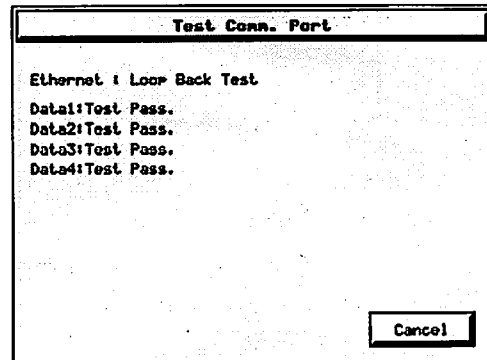 Test Comm. Port
Ethernet : Loop Back Test
Data1:Test Pass.
Data2:Test Pass.
Data3:Test Pass.
Data4:Test Pass.
Cancel